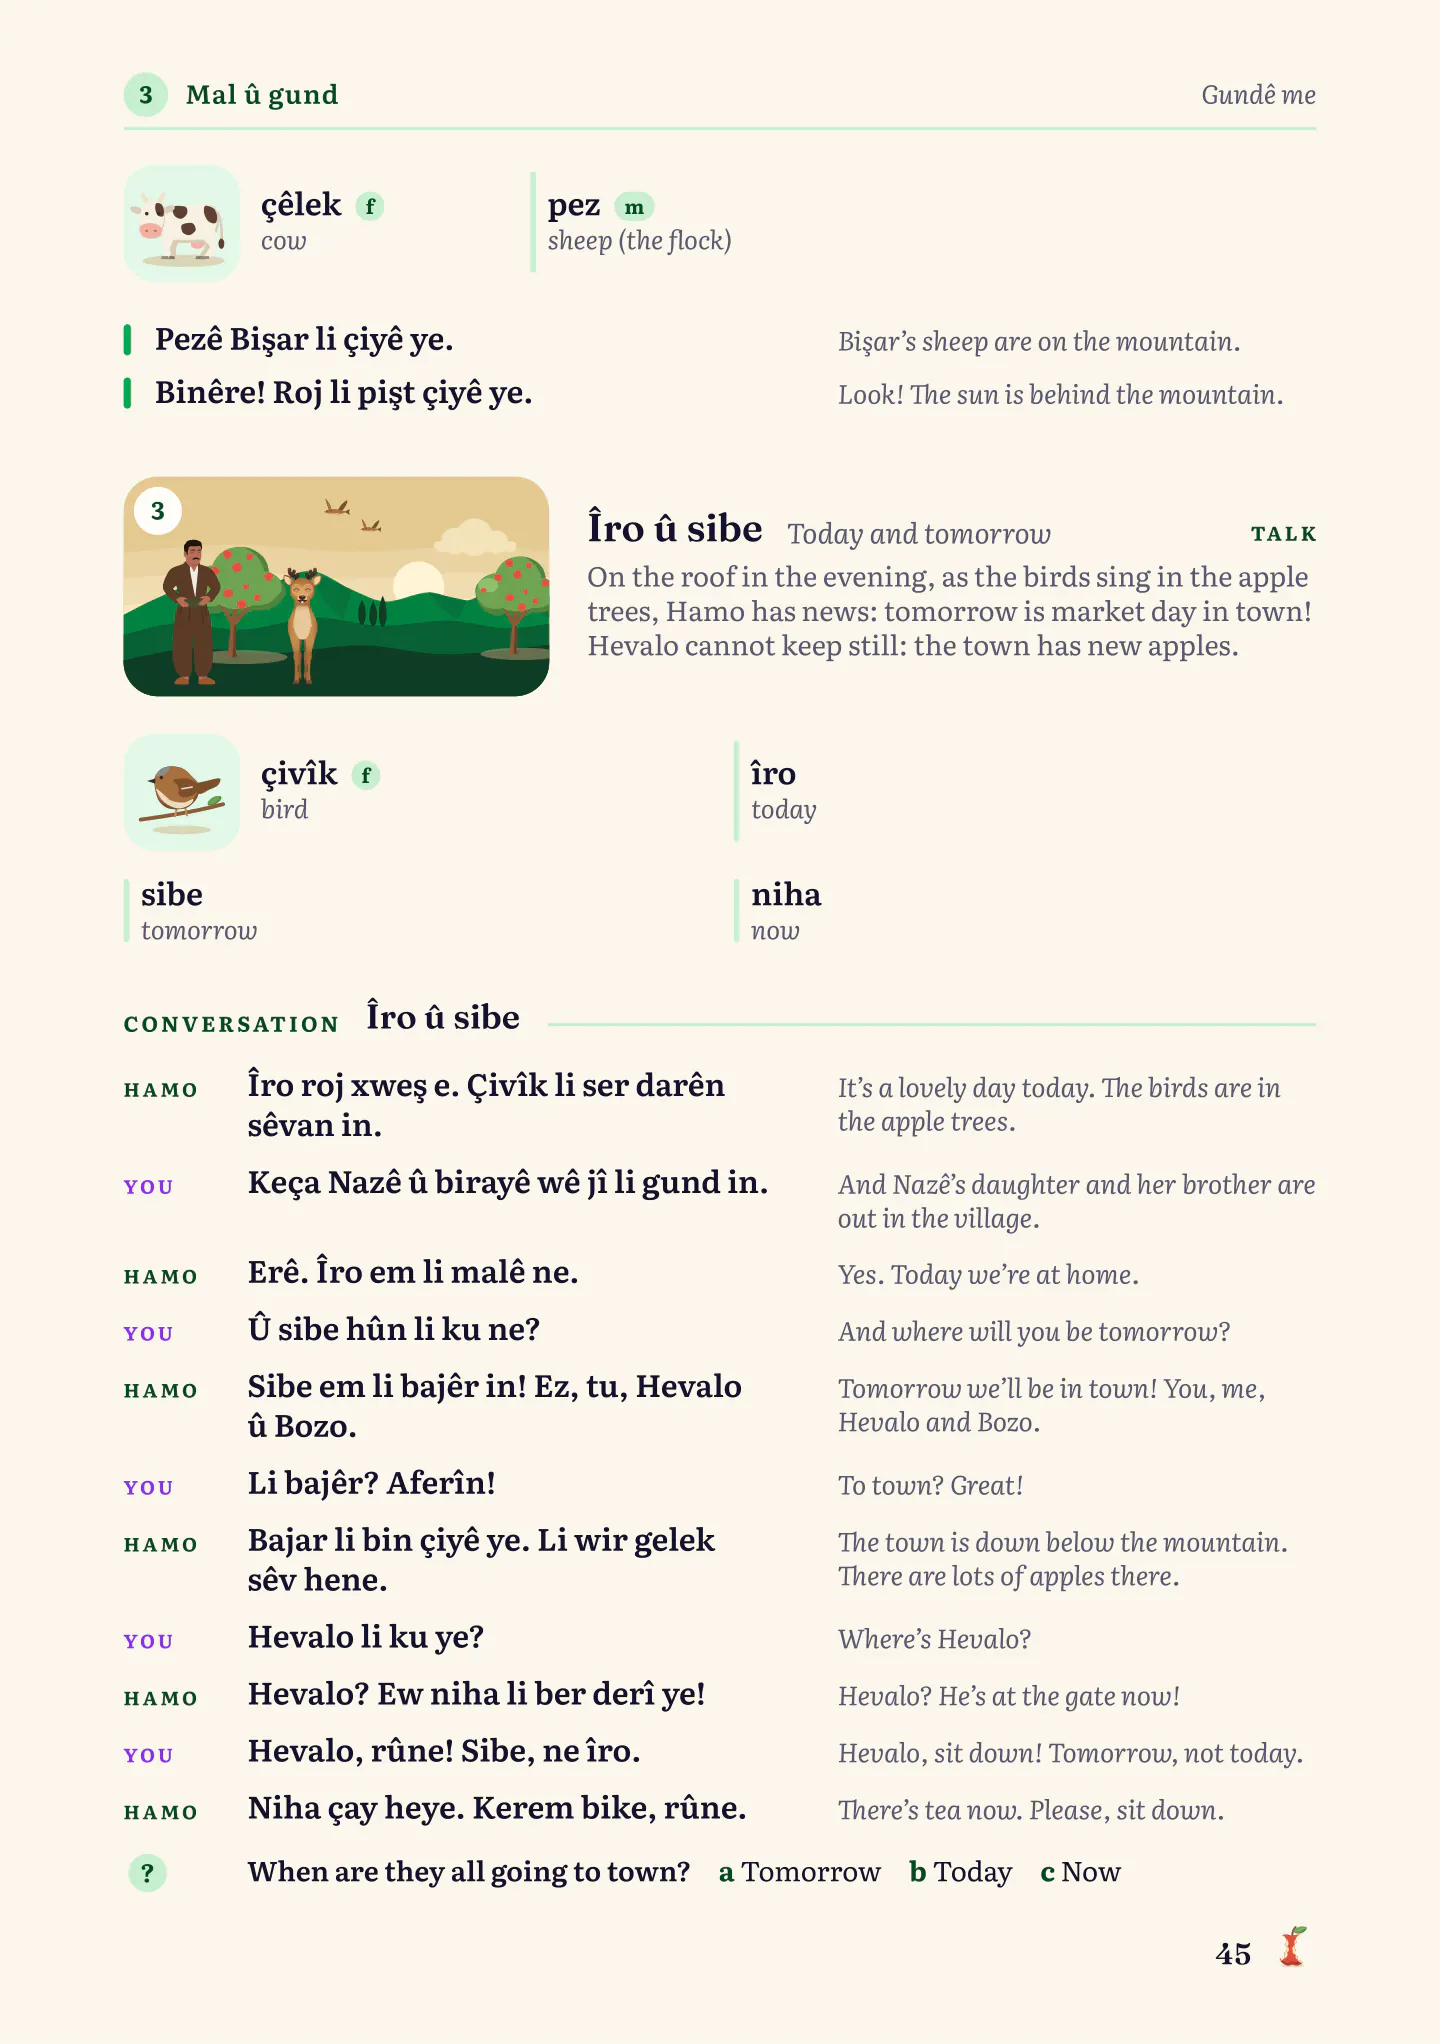 3 Mal û gund Gundê me
çêlek f pez m
cow sheep (the flock)
Pezê Bişar li çiyê ye. Bişar’s sheep are on the mountain.
Binêre! Roj li pişt çiyê ye. Look! The sun is behind the mountain.
3
Îro û sibe Today and tomorrow TALK
On the roof in the evening, as the birds sing in the apple
trees, Hamo has news: tomorrow is market day in town!
Hevalo cannot keep still: the town has new apples.
çivîk f îro
bird today
sibe niha
tomorrow now
CONVERSATION Îro û sibe
HAMO Îro roj xweş e. Çivîk li ser darên It’s a lovely day today. The birds are in
sêvan in. the apple trees.
YOU Keça Nazê û birayê wê jî li gund in. And Nazê’s daughter and her brother are
out in the village.
HAMO Erê. Îro em li malê ne. Yes. Today we’re at home.
YOU Û sibe hûn li ku ne? And where will you be tomorrow?
HAMO Sibe em li bajêr in! Ez, tu, Hevalo Tomorrow we’ll be in town! You, me,
û Bozo. Hevalo and Bozo.
YOU Li bajêr? Aferîn! To town? Great!
HAMO Bajar li bin çiyê ye. Li wir gelek The town is down below the mountain.
sêv hene. There are lots of apples there.
YOU Hevalo li ku ye? Where’s Hevalo?
HAMO Hevalo? Ew niha li ber derî ye! Hevalo? He’s at the gate now!
YOU Hevalo, rûne! Sibe, ne îro. Hevalo, sit down! Tomorrow, not today.
HAMO Niha çay heye. Kerem bike, rûne. There’s tea now. Please, sit down.
? When are they all going to town? a Tomorrow b Today c Now
45